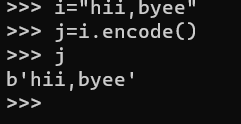 >>> i="hii,byee"
>>> j=i.encode()
>>> j
b'hii,byee'
>>>